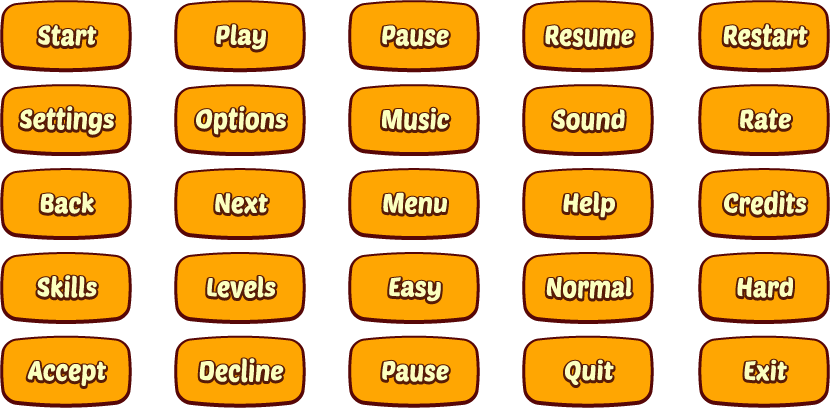 Start Play Pause Resume Restart
Settings Options Music Sound Rate
Back Next Menu Help Credits
Skills Levels Easy Normal Hard
Accept Decline Pause Quit Exit